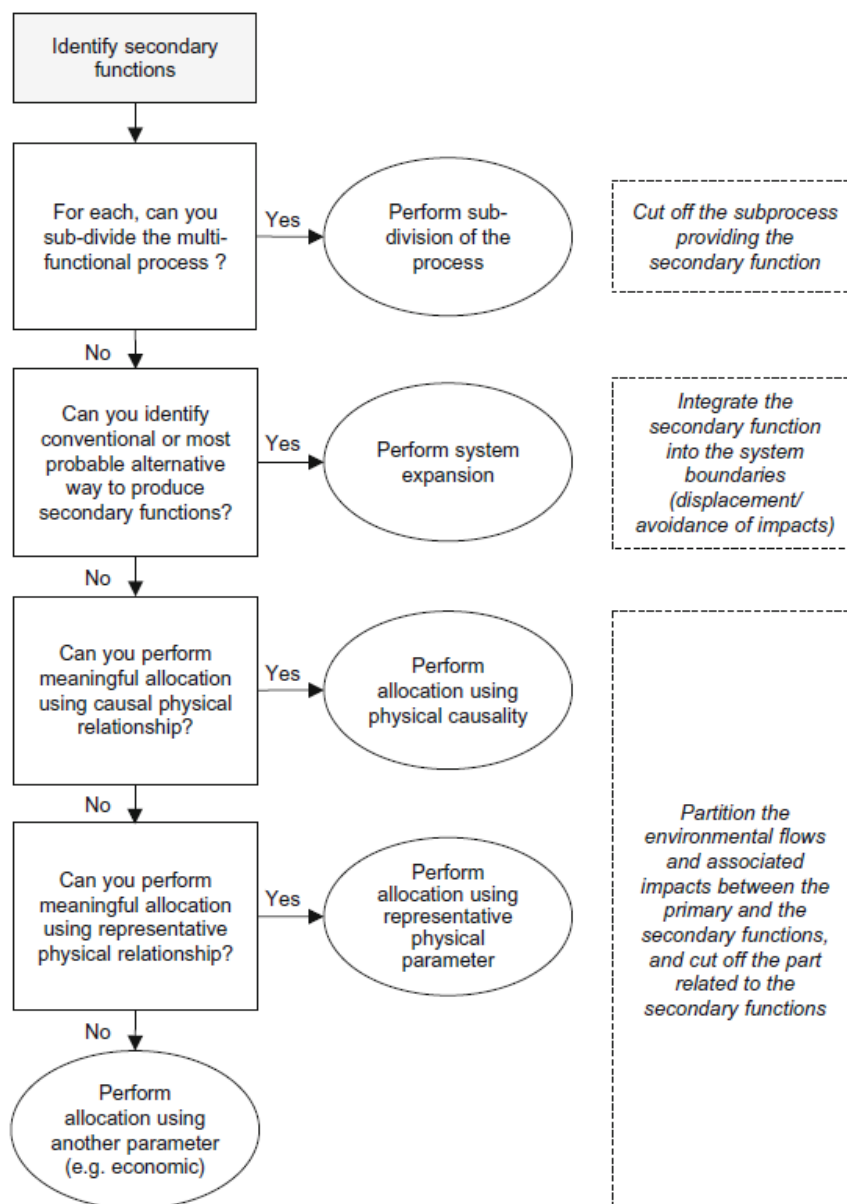 Identify secondary
functions
For each, can you
sub-divide the multi-
functional process ?
Yes
Perform sub-
division of the
process
Cut off the subprocess
providing the
secondary function
No
Can you identify
conventional or most
probable alternative
way to produce
secondary functions?
Yes
Perform system
expansion
Integrate the
secondary function
into the system
boundaries
(displacement/
avoidance of impacts)
No
Can you perform
meaningful allocation
using causal physical
relationship?
Yes
Perform
allocation using
physical causality
No
Can you perform
meaningful allocation
using representative
physical relationship?
Yes
Perform
allocation using
representative
physical
parameter
Partition the
environmental flows
and associated
impacts between the
primary and the
secondary functions,
and cut off the part
related to the
secondary functions
No
Perform
allocation using
another parameter
(e.g. economic)